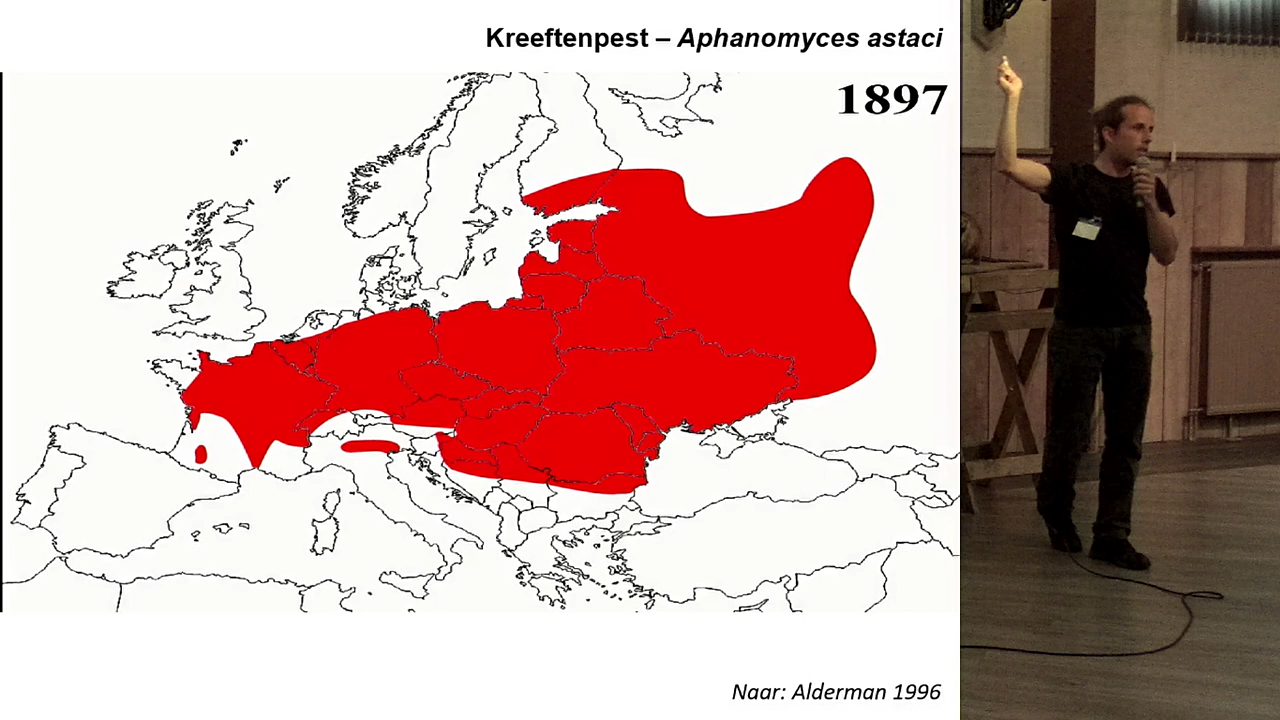 Kreeftenpest – Aphanomyces astaci
1897
Naar: Alderman 1996